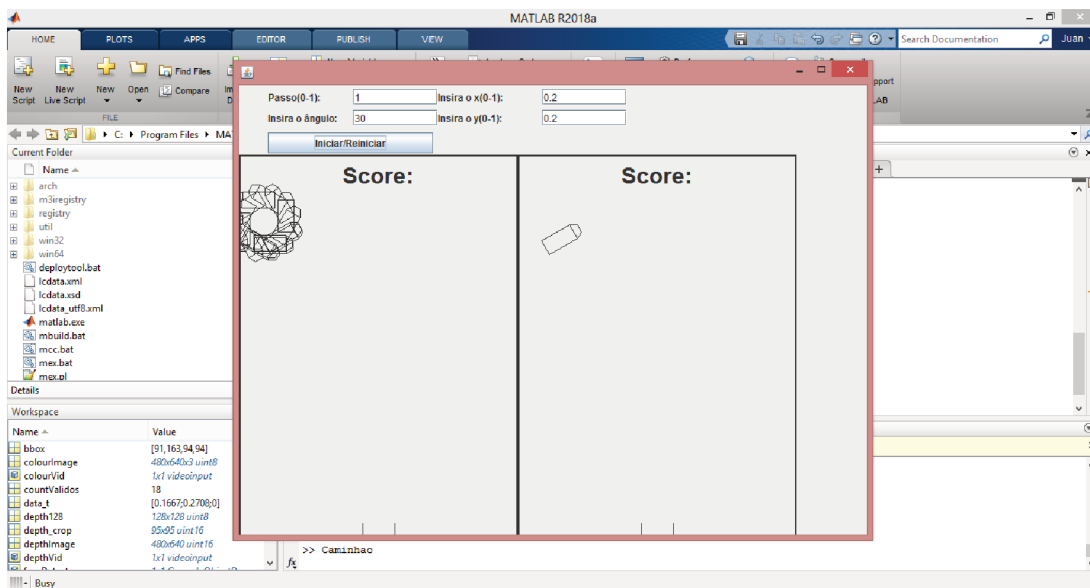 MATLAB R2018a
HOME PLOTS APPS EDITOR PUBLISH VIEW
Search Documentation Juan
New Script
New Live Script
New
Open
Find Files
Compare
FILE
C: Program Files MA
Current Folder
Name
arch
m3iregistry
registry
util
win32
win64
deploytool.bat
lcdata.xml
lcdata.xsd
lcdata_utf8.xml
matlab.exe
mbuild.bat
mcc.bat
mex.bat
mex.pl
Details
Workspace
Name Value
bbox [91,163,94,94]
colourImage 480x640x3 uint8
colourVid 1x1 videoinput
countValidos 18
data_t [0.1667;0.2708;0]
depth128 128x128 uint8
depth_crop 95x95 uint16
depthImage 480x640 uint16
depthVid 1x1 videoinput
Busy
Passo(0-1): 1 Insira o x(0-1): 0.2
Insira o ângulo: 30 Insira o y(0-1): 0.2
Iniciar/Reiniciar
Score: Score:
fx >> Caminhao